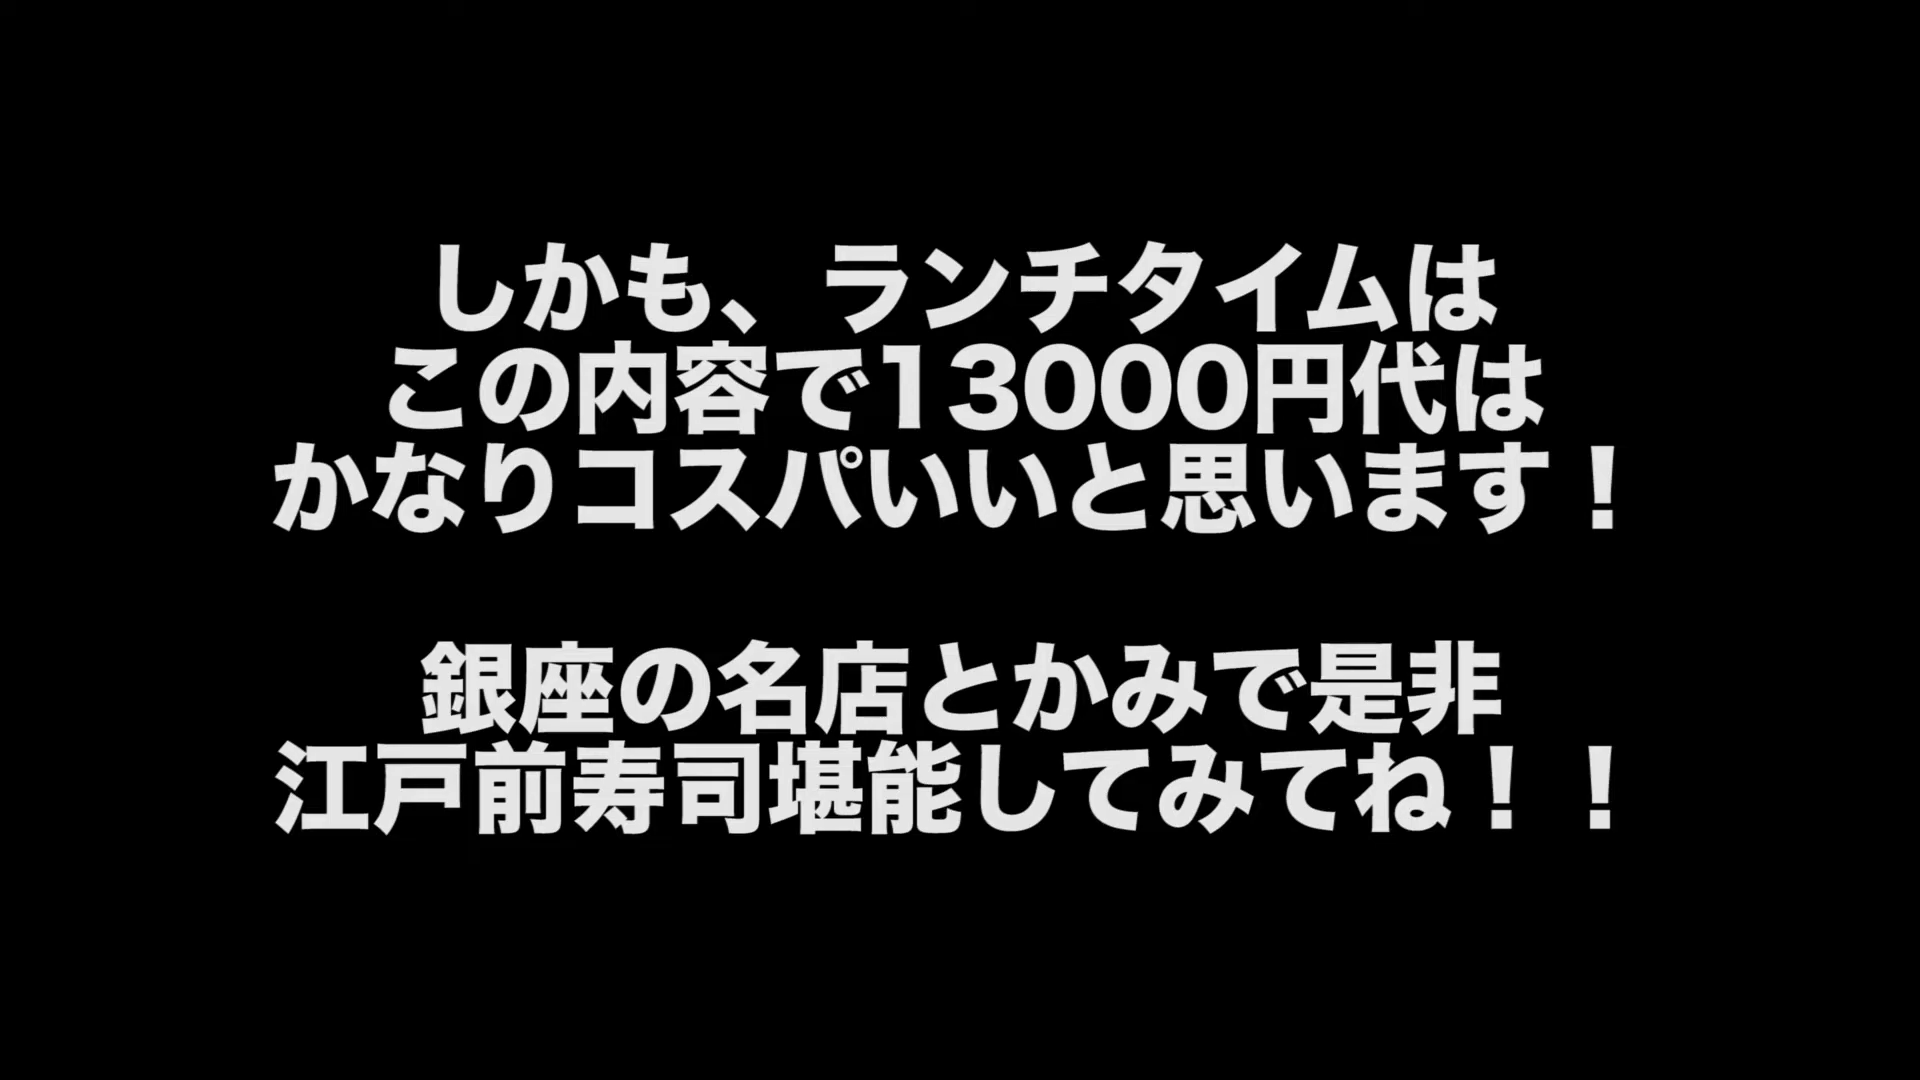 しかも、ランチタイムは
この内容で13000円代は
かなりコスパいいと思います！
銀座の名店とかみで是非
江戸前寿司堪能してみてね！！